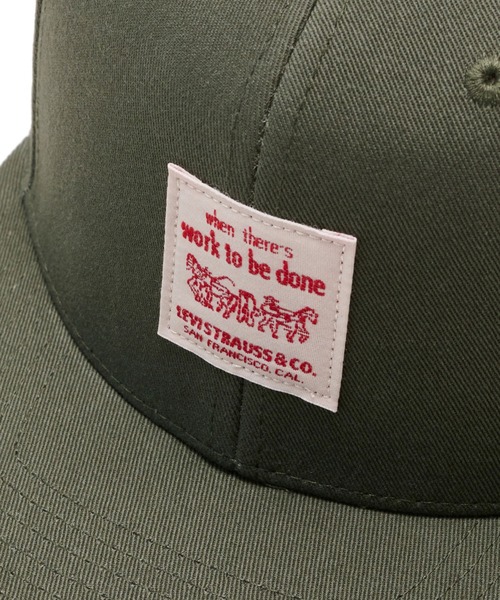 when there's
work to be done
LEVI STRAUSS & CO.
SAN FRANCISCO, CAL.